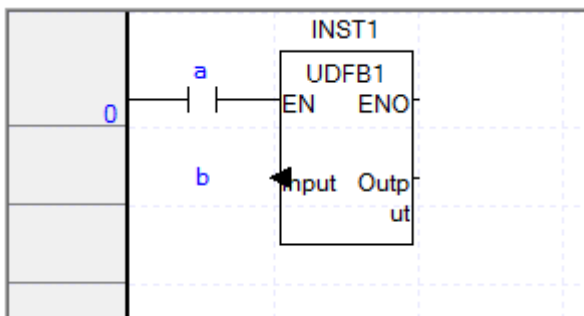 INST1
a
UDFB1
0
EN ENO
b
Input Outp
ut